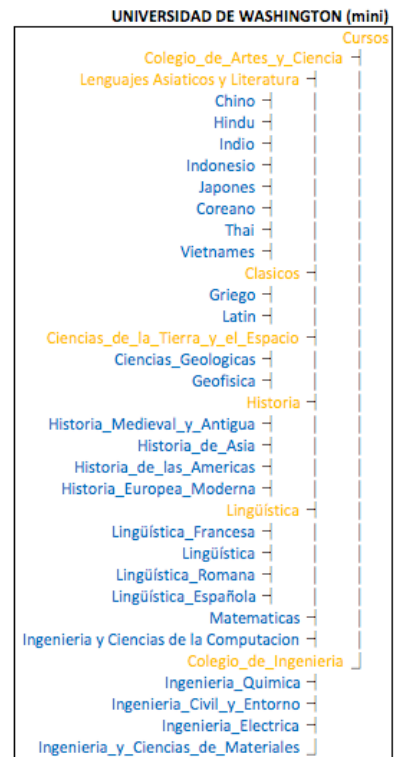 UNIVERSIDAD DE WASHINGTON (mini)
Cursos
Colegio_de_Artes_y_Ciencia
Lenguajes Asiaticos y Literatura
Chino
Hindu
Indio
Indonesio
Japones
Coreano
Thai
Vietnames
Clasicos
Griego
Latin
Ciencias_de_la_Tierra_y_el_Espacio
Ciencias_Geologicas
Geofisica
Historia
Historia_Medieval_y_Antigua
Historia_de_Asia
Historia_de_las_Americas
Historia_Europea_Moderna
Lingüística
Lingüística_Francesa
Lingüística
Lingüística_Romana
Lingüística_Española
Matematicas
Ingenieria y Ciencias de la Computacion
Colegio_de_Ingenieria
Ingenieria_Quimica
Ingenieria_Civil_y_Entorno
Ingenieria_Electrica
Ingenieria_y_Ciencias_de_Materiales